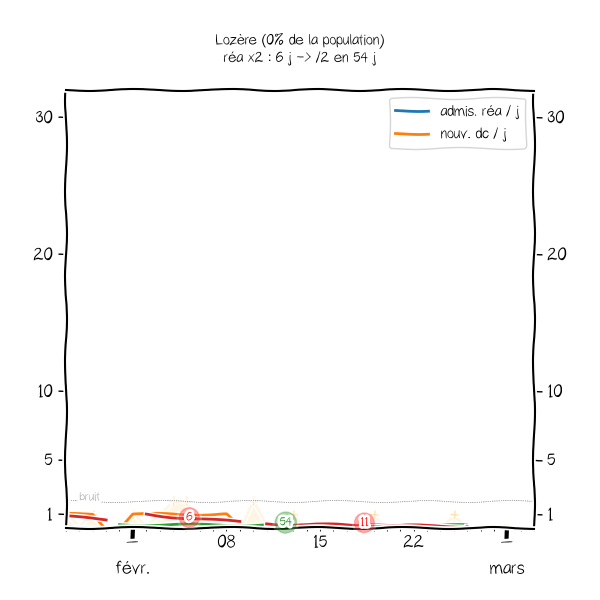 Lozère (0% de la population)
réa x2 : 6 j -> /2 en 54 j
admis. réa / j
nouv. dc / j
30
30
20
20
10
10
5
5
... bruit
1
1
6
54
11
08
15
22
févr.
mars